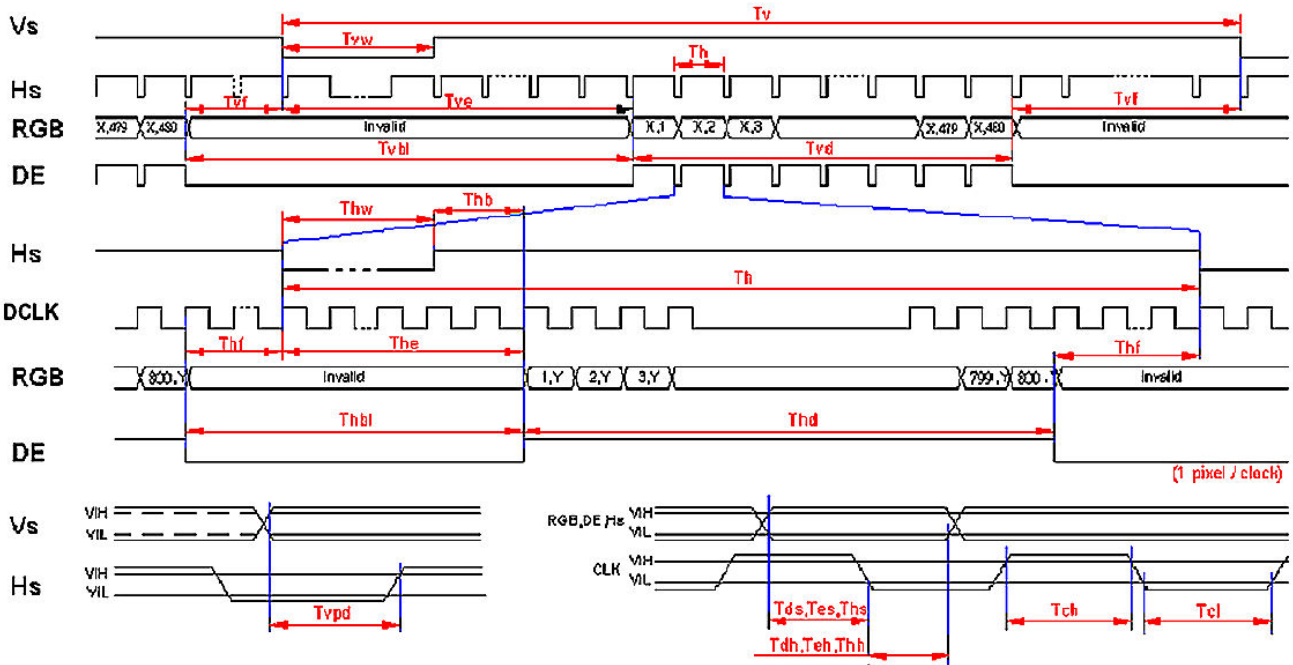 Vs Tv
Tvw
Hs Th
Tvf Tve Tvf
RGB X,479 X,480 Invalid X,1 X,2 X,3 X,479 X,480 Invalid
Tvbl Tvd
DE
Thw Thb
Hs
Th
DCLK
Thf The Thf
RGB 800,Y Invalid 1,Y 2,Y 3,Y 799,Y 800,Y Invalid
Thbl Thd
DE
(1 pixel / clock)
Vs VIH
VIL
RGB,DE,Hs VIH
VIL
Hs VIH
VIL
CLK VIH
VIL
Tvpd
Tds,Tes,Ths Tch Tcl
Tdh,Teh,Thh